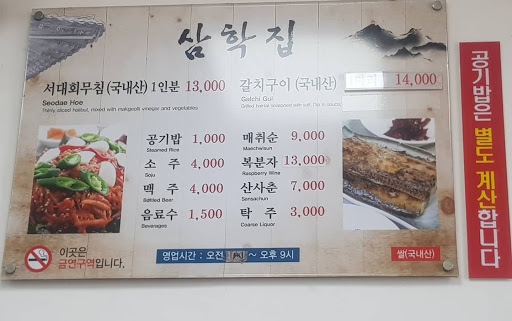 삼학집
서대회무침(국내산) 1인분 13,000
Seodae Hoe
Thinly sliced halibut, mixed with makgeolli vinegar and vegetables
갈치구이(국내산) 14,000
Galchi Gui
공기밥 1,000
Steamed Rice
소 주 4,000
Soju
맥 주 4,000
Bottled Beer
음료수 1,500
Beverages
매취순 9,000
Maechwisun
복분자 13,000
Raspberry Wine
산사춘 7,000
Sansachun
탁 주 3,000
Coarse Liquor
이곳은
금연구역입니다.
영업시간 : 오전 ~ 오후 9시
쌀(국내산)
공기밥은 별도 계산합니다